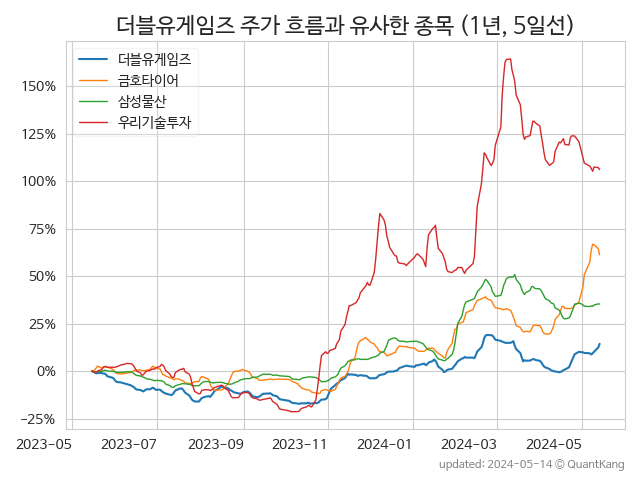 더블유게임즈 주가 흐름과 유사한 종목 (1년, 5일선)
더블유게임즈
금호타이어
삼성물산
우리기술투자
150%
125%
100%
75%
50%
25%
0%
−25%
2023-05 2023-07 2023-09 2023-11 2024-01 2024-03 2024-05
updated: 2024-05-14 © QuantKang